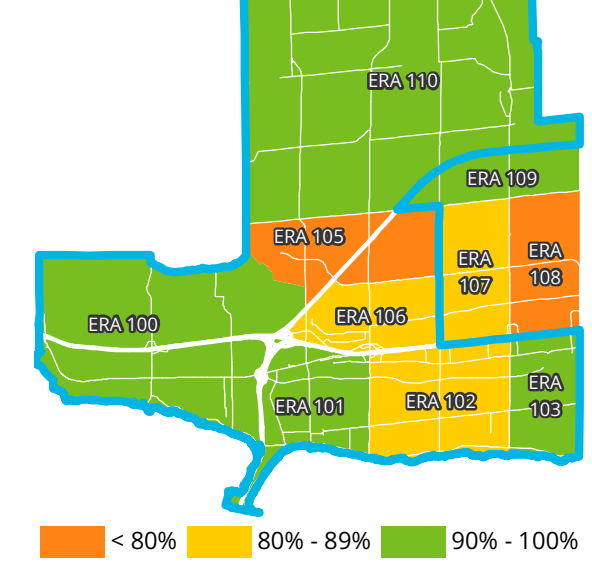 ERA 110
ERA 109
ERA 105
ERA
107
ERA
108
ERA 106
ERA 100
ERA 101
ERA 102
ERA
103
< 80%
80% - 89%
90% - 100%